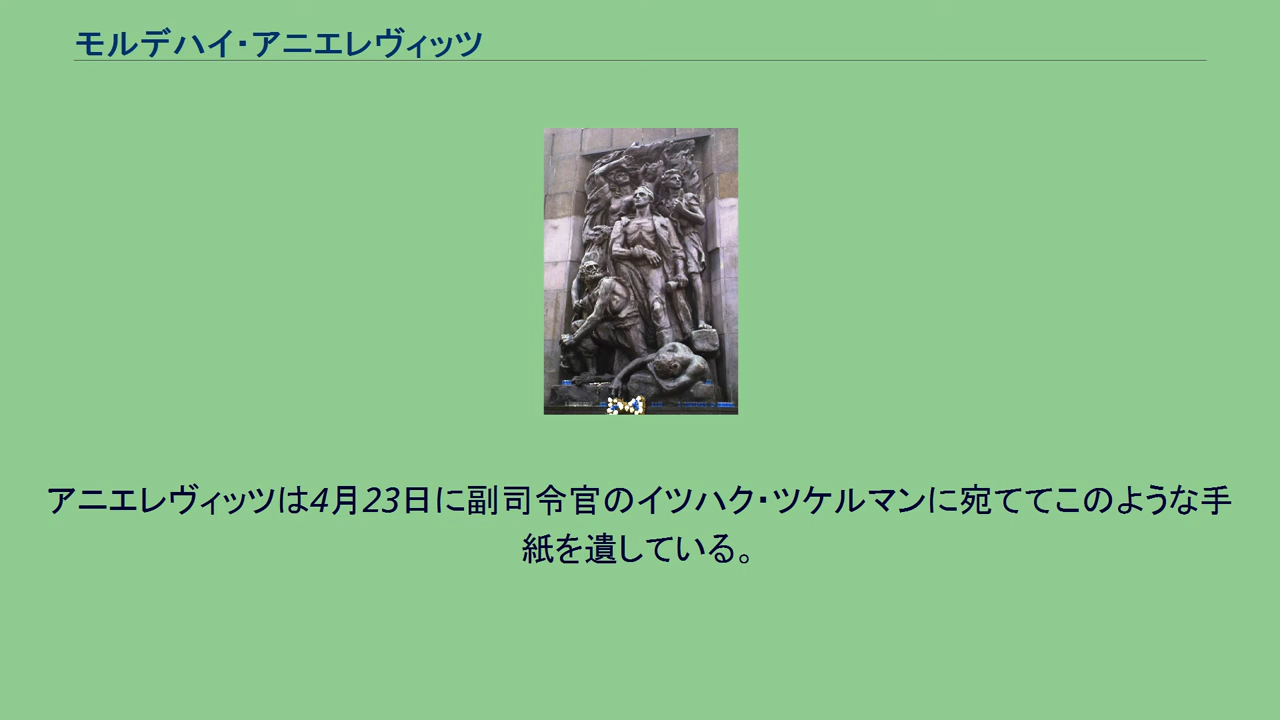 モルデハイ・アニエレヴィッツ
アニエレヴィッツは4月23日に副司令官のイツハク・ツケルマンに宛ててこのような手
紙を遺している。